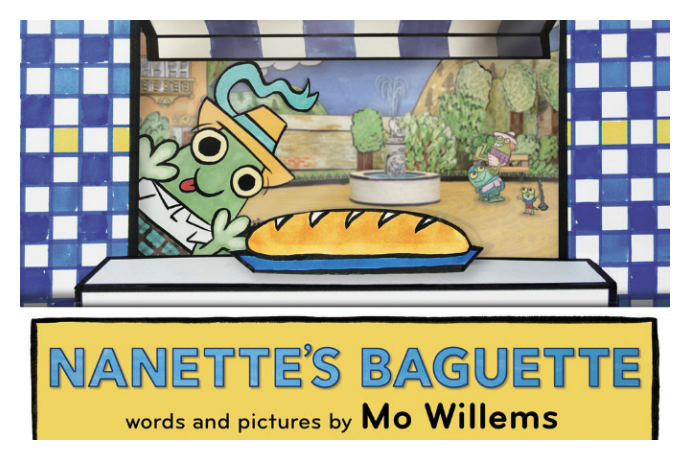 NANETTE'S BAGUETTE
words and pictures by Mo Willems